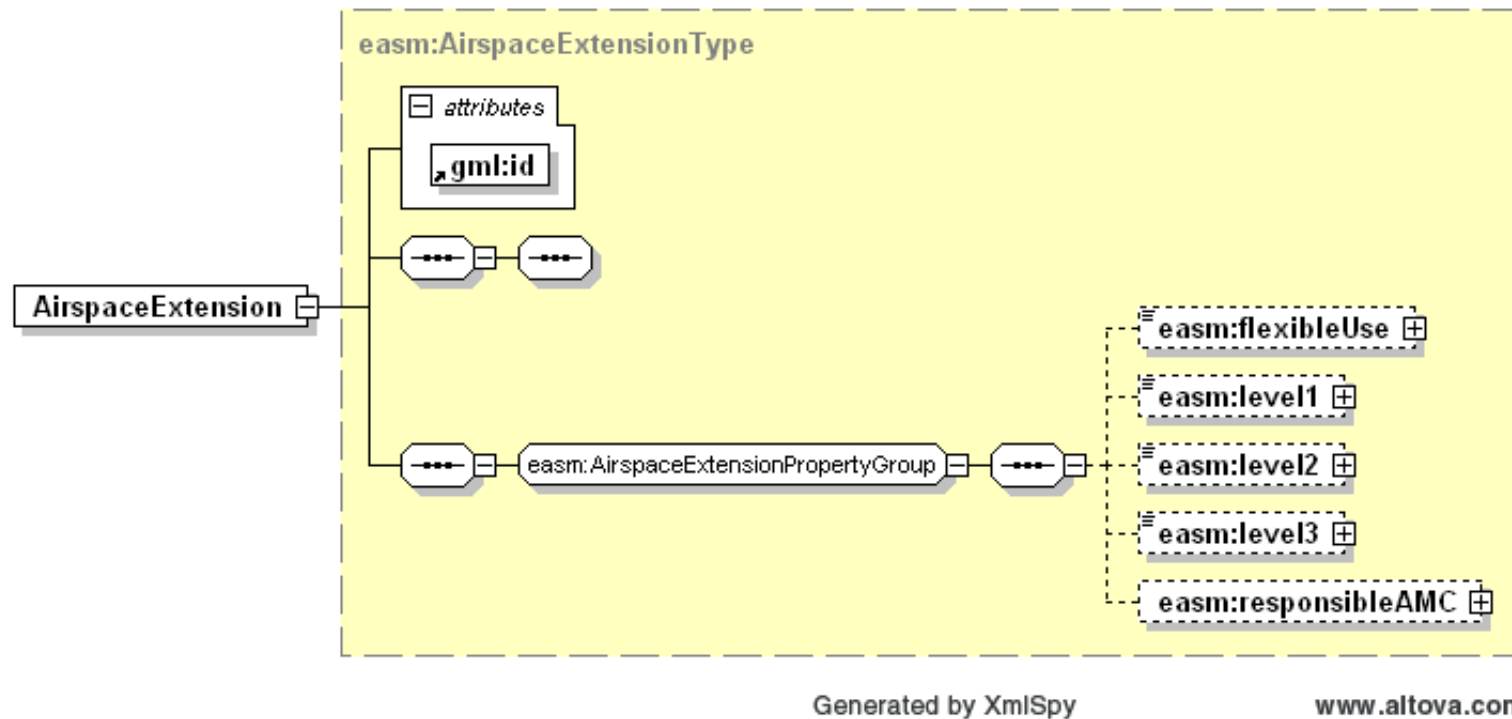 easm:AirspaceExtensionType
attributes
gml:id
AirspaceExtension
easm:flexibleUse
easm:level1
easm:AirspaceExtensionPropertyGroup
easm:level2
easm:level3
easm:responsibleAMC
Generated by XmlSpy
www.altova.com